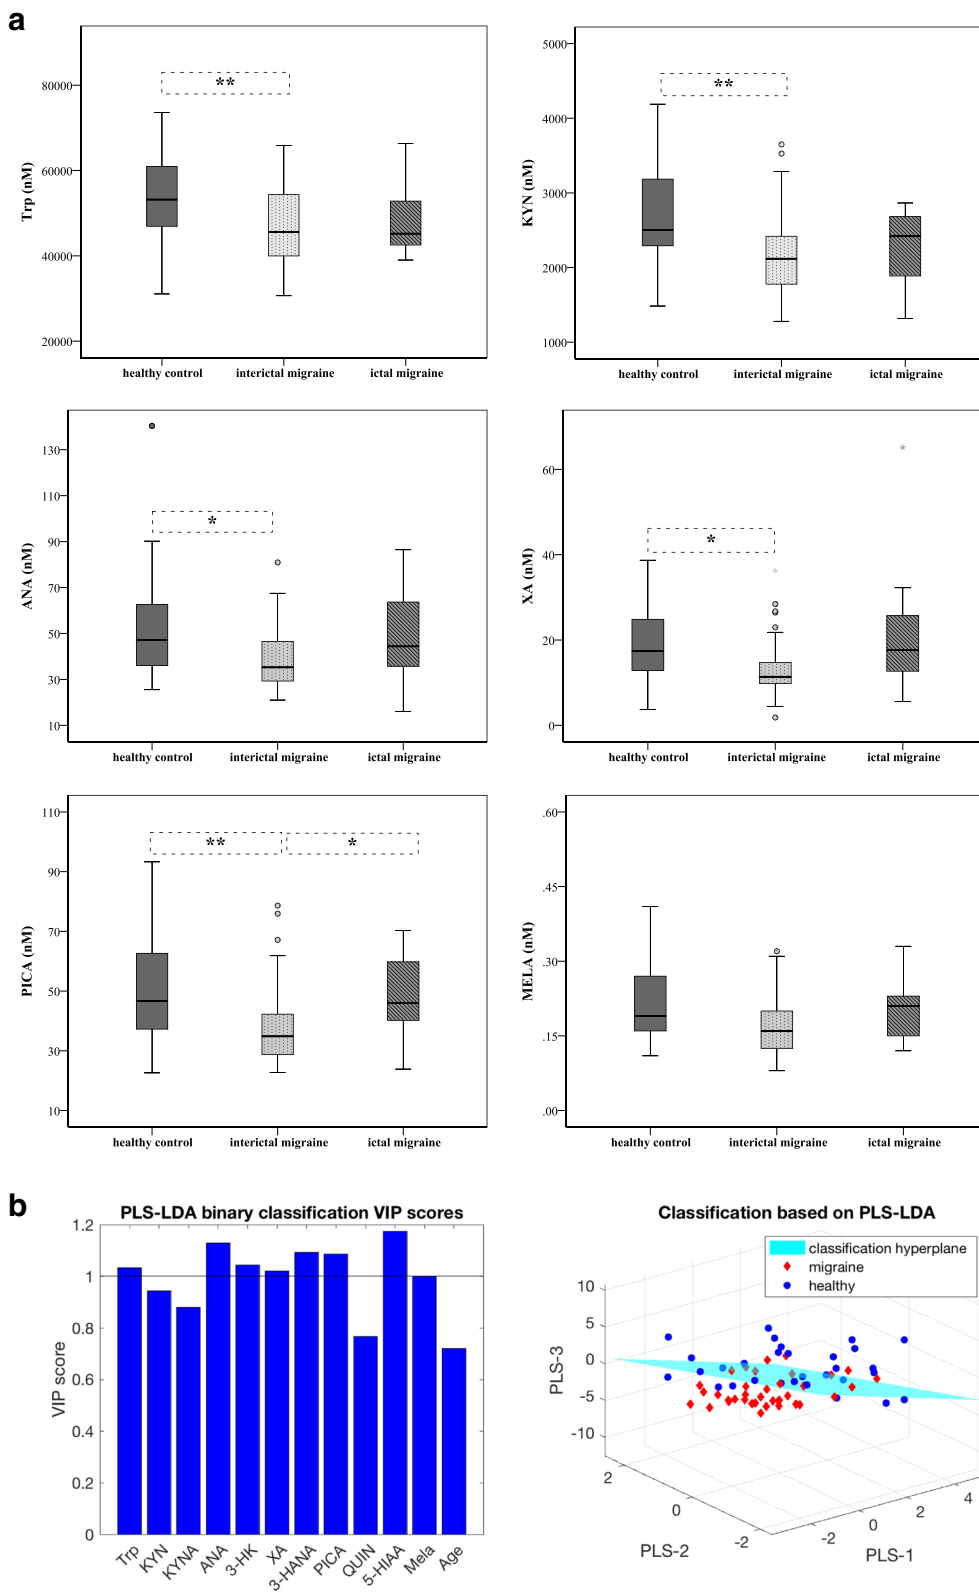 a
Trp (nM)
80000
60000
40000
20000
**
healthy control
interictal migraine
ictal migraine
KYN (nM)
5000
4000
3000
2000
1000
**
healthy control
interictal migraine
ictal migraine
ANA (nM)
130
110
90
70
50
30
10
*
healthy control
interictal migraine
ictal migraine
XA (nM)
60
40
20
0
*
healthy control
interictal migraine
ictal migraine
PICA (nM)
110
90
70
50
30
10
**
*
healthy control
interictal migraine
ictal migraine
MELA (nM)
.60
.45
.30
.15
.00
healthy control
interictal migraine
ictal migraine
b
PLS-LDA binary classification VIP scores
VIP score
1.2
1
0.8
0.6
0.4
0.2
0
Trp
KYN
KYNA
ANA
3-HK
XA
3-HANA
PICA
QUIN
5-HIAA
Mela
Age
Classification based on PLS-LDA
classification hyperplane
migraine
healthy
PLS-3
10
5
0
-5
-10
2
0
-2
PLS-2
-2
0
2
4
PLS-1